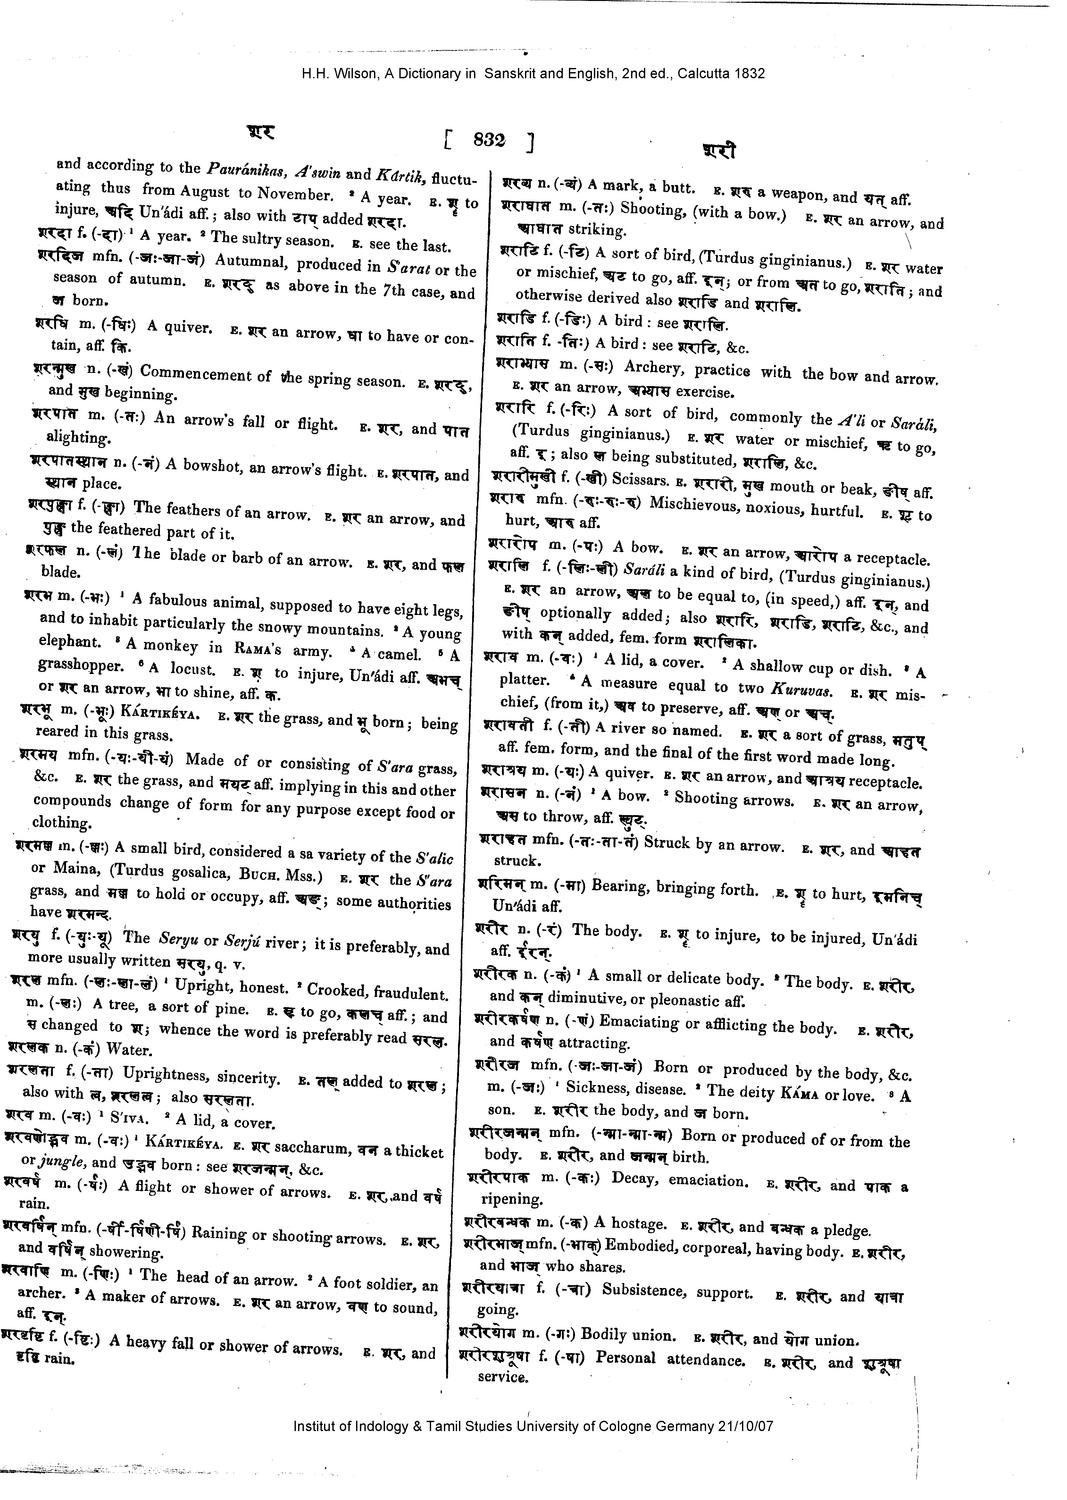 H.H. Wilson, A Dictionary in Sanskrit and English, 2nd ed., Calcutta 1832
शर
[ 832 ]
शरी
and according to the Pauránikas, A'swin and Kártik, fluctu-
ating thus from August to November. ² A year. E. शॄ to
injure, अदि Un'ádi aff.; also with टाप् added शरदा.
शरदा f. (-दा) ¹ A year. ² The sultry season. E. see the last.
शरदिज mfn. (-जः-जा-जं) Autumnal, produced in S'arat or the
season of autumn. E. शरद् as above in the 7th case, and
ज born.
शरधि m. (-धिः) A quiver. E. शर an arrow, धा to have or con-
tain, aff. कि.
शरन्मुख n. (-खं) Commencement of the spring season. E. शरद्,
and मुख beginning.
शरपात m. (-तः) An arrow's fall or flight. E. शर, and पात
alighting.
शरपातस्थान n. (-नं) A bowshot, an arrow's flight. E. शरपात, and
स्थान place.
शरपुङ्खा f. (-ङ्खा) The feathers of an arrow. E. शर an arrow, and
पुङ्ख the feathered part of it.
शरफल n. (-लं) The blade or barb of an arrow. E. शर, and फल
blade.
शरभ m. (-भः) ¹ A fabulous animal, supposed to have eight legs,
and to inhabit particularly the snowy mountains. ² A young
elephant. ³ A monkey in RAMA's army. ⁴ A camel. ⁵ A
grasshopper. ⁶ A locust. E. शॄ to injure, Un'ádi aff. अभच्
or शर an arrow, भा to shine, aff. क.
शरभू m. (-भूः) KÁRTIKÉYA. E. शर the grass, and भू born; being
reared in this grass.
शरमय mfn. (-यः-यी-यं) Made of or consisting of S'ara grass,
&c. E. शर the grass, and मयट् aff. implying in this and other
compounds change of form for any purpose except food or
clothing.
शरमल्ल m. (-ल्लः) A small bird, considered a sa variety of the S'alic
or Maina, (Turdus gosalica, BUCH. Mss.) E. शर the S'ara
grass, and मल्ल to hold or occupy, aff. अङ्; some authorities
have शरमन्द.
शरयु f. (-युः-यूः) The Seryu or Serjú river; it is preferably, and
more usually written सरयु, q. v.
शरल mfn. (-लः-ला-लं) ¹ Upright, honest. ² Crooked, fraudulent.
m. (-लः) A tree, a sort of pine. E. सृ to go, कलच् aff.; and
स changed to श; whence the word is preferably read सरल.
शरलक n. (-कं) Water.
शरलता f. (-ता) Uprightness, sincerity. E. तल् added to शरल;
also with त्व, शरलत्व; also सरलता.
शरव m. (-वः) ¹ S'IVA. ² A lid, a cover.
शरवणोद्भव m. (-वः) ¹ KÁRTIKÉYA. E. शर saccharum, वन a thicket
or jungle, and उद्भव born: see शरजन्मन्, &c.
शरवर्ष m. (-र्षः) A flight or shower of arrows. E. शर, and वर्ष
rain.
शरवर्षिन् mfn. (-र्षी-र्षिणी-र्षि) Raining or shooting arrows. E. शर,
and वर्षिन् showering.
शरवाणि m. (-णिः) ¹ The head of an arrow. ² A foot soldier, an
archer. ³ A maker of arrows. E. शर an arrow, वण to sound,
aff. इन्.
शरवृष्टि f. (-ष्टिः) A heavy fall or shower of arrows. E. शर, and
वृष्टि rain.
शरव्य n. (-व्यं) A mark, a butt. E. शरु a weapon, and यत् aff.
शराघात m. (-तः) Shooting, (with a bow.) E. शर an arrow, and
आघात striking.
शराटि f. (-टि) A sort of bird, (Turdus ginginianus.) E. शर water
or mischief, अट to go, aff. इन्; or from अत to go, शराति; and
otherwise derived also शराडि and शरालि.
शराडि f. (-डिः) A bird: see शरालि.
शराति f. -तिः) A bird: see शराटि, &c.
शराभ्यास m. (-सः) Archery, practice with the bow and arrow.
E. शर an arrow, अभ्यास exercise.
शरारि f. (-रिः) A sort of bird, commonly the A'li or Saráli,
(Turdus ginginianus.) E. शर water or mischief, ऋ to go,
aff. इ; also ल being substituted, शरालि, &c.
शरारीमुखी f. (-खी) Scissars. E. शरारी, मुख mouth or beak, ङीष् aff.
शरारु mfn. (-रुः-रुः-रु) Mischievous, noxious, hurtful. E. शॄ to
hurt, आरु aff.
शरारोप m. (-पः) A bow. E. शर an arrow, आरोप a receptacle.
शरालि f. (-लिः-ली) Saráli a kind of bird, (Turdus ginginianus.)
E. शर an arrow, अल to be equal to, (in speed,) aff. इन्, and
ङीष् optionally added; also शरारि, शराडि, शराटि, &c., and
with कन् added, fem. form शरालिका.
शराव m. (-वः) ¹ A lid, a cover. ² A shallow cup or dish. ³ A
platter. ⁴ A measure equal to two Kuruvas. E. शर mis-
chief, (from it,) अव to preserve, aff. अण् or अच्.
शरावती f. (-ती) A river so named. E. शर a sort of grass, मतुप्
aff. fem. form, and the final of the first word made long.
शराश्रय m. (-यः) A quiver. E. शर an arrow, and आश्रय receptacle.
शरासन n. (-नं) ¹ A bow. ² Shooting arrows. E. शर an arrow,
अस to throw, aff. ल्युट्.
शराहत mfn. (-तः-ता-तं) Struck by an arrow. E. शर, and आहत
struck.
शरिमन् m. (-मा) Bearing, bringing forth. E. शॄ to hurt, इमनिच्
Un'ádi aff.
शरीर n. (-रं) The body. E. शॄ to injure, to be injured, Un'ádi
aff. ईरन्.
शरीरक n. (-कं) ¹ A small or delicate body. ² The body. E. शरीर,
and कन् diminutive, or pleonastic aff.
शरीरकर्षण n. (-णं) Emaciating or afflicting the body. E. शरीर,
and कर्षण attracting.
शरीरज mfn. (-जः-जा-जं) Born or produced by the body, &c.
m. (-जः) ¹ Sickness, disease. ² The deity KÁMA or love. ³ A
son. E. शरीर the body, and ज born.
शरीरजन्मन् mfn. (-न्मा-न्मा-न्म) Born or produced of or from the
body. E. शरीर, and जन्मन् birth.
शरीरपाक m. (-कः) Decay, emaciation. E. शरीर, and पाक a
ripening.
शरीरबन्धक m. (-क) A hostage. E. शरीर, and बन्धक a pledge.
शरीरभाज् mfn. (-भाक्) Embodied, corporeal, having body. E. शरीर,
and भाज् who shares.
शरीरयात्रा f. (-त्रा) Subsistence, support. E. शरीर, and यात्रा
going.
शरीरयोग m. (-गः) Bodily union. E. शरीर, and योग union.
शरीरशुश्रूषा f. (-षा) Personal attendance. E. शरीर, and शुश्रूषा
service.
Institut of Indology & Tamil Studies University of Cologne Germany 21/10/07